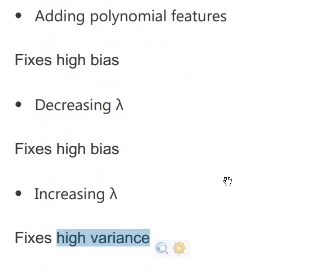 • Adding polynomial features
Fixes high bias
• Decreasing λ
Fixes high bias
• Increasing λ
Fixes high variance